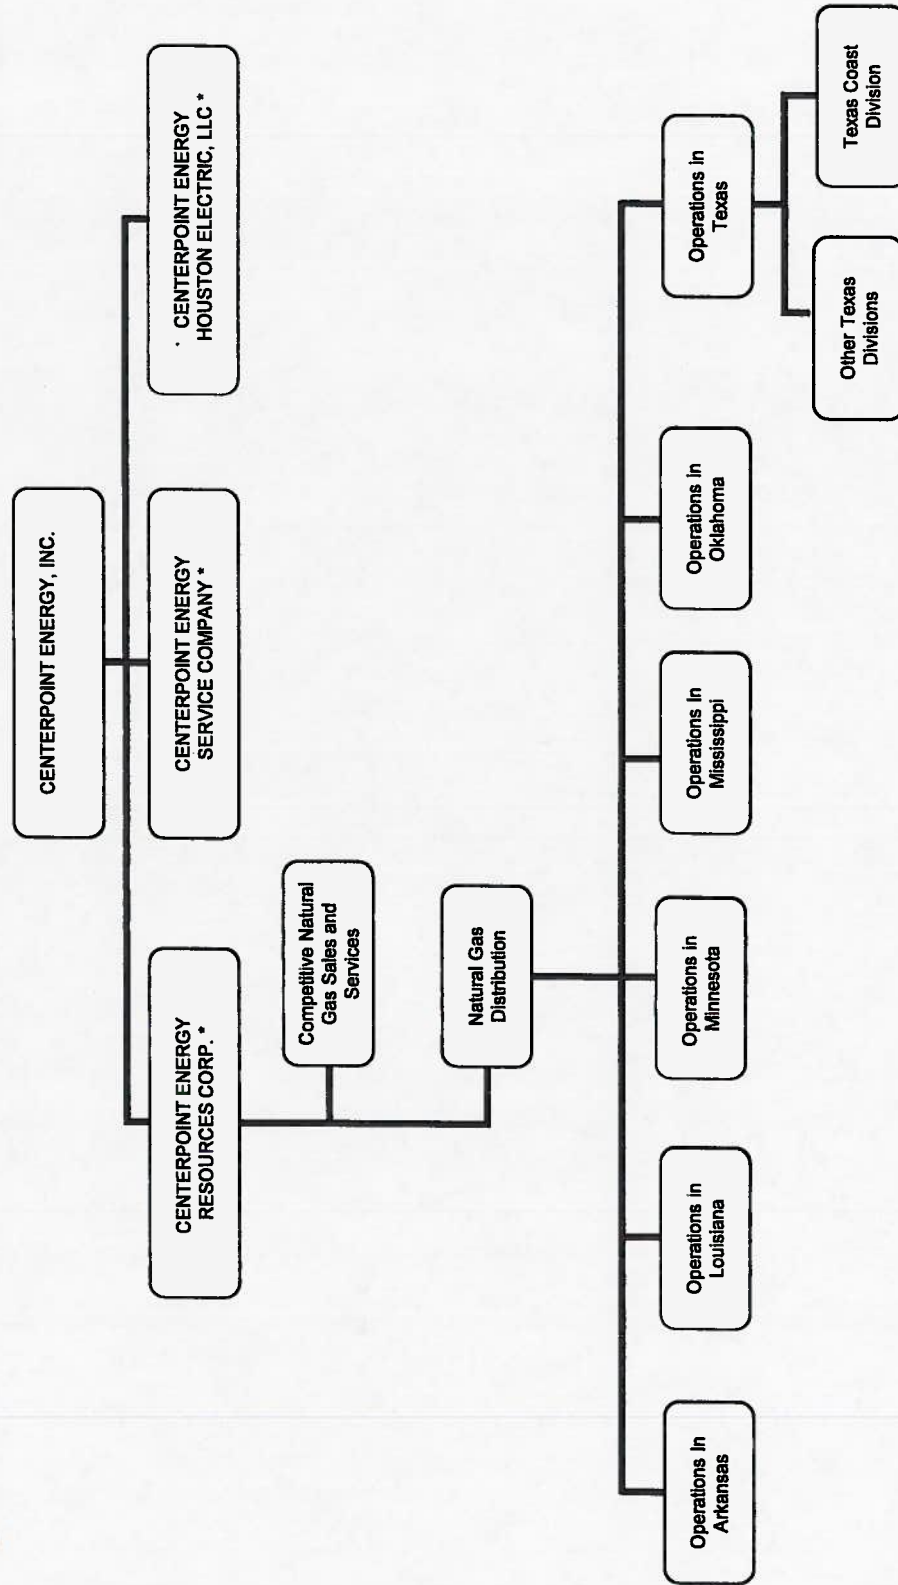 CENTERPOINT ENERGY, INC.
CENTERPOINT ENERGY
RESOURCES CORP. *
CENTERPOINT ENERGY
SERVICE COMPANY *
CENTERPOINT ENERGY
HOUSTON ELECTRIC, LLC *
Competitive Natural
Gas Sales and
Services
Natural Gas
Distribution
Operations In
Arkansas
Operations in
Louisiana
Operations in
Minnesota
Operations In
Mississippi
Operations in
Oklahoma
Operations in
Texas
Other Texas
Divisions
Texas Coast
Division